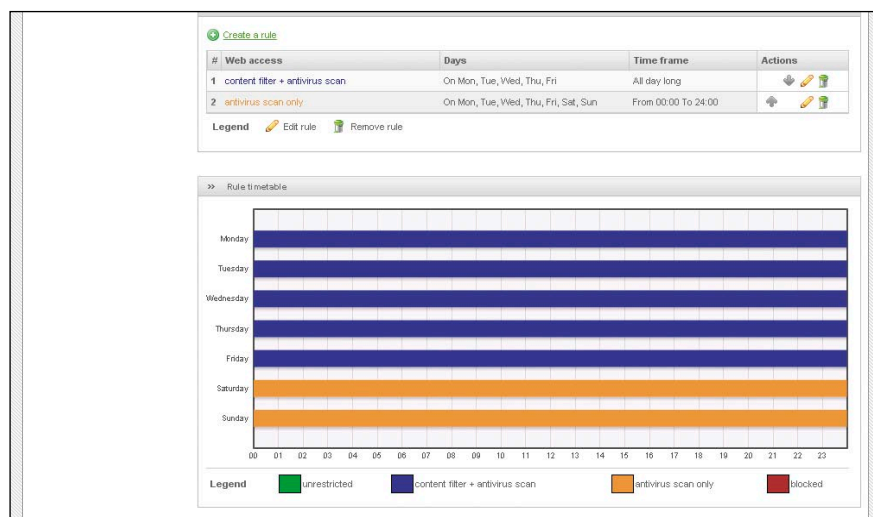 Create a rule
# Web access Days Time frame Actions
1 content filter + antivirus scan On Mon, Tue, Wed, Thu, Fri All day long
2 antivirus scan only On Mon, Tue, Wed, Thu, Fri, Sat, Sun From 00:00 To 24:00
Legend Edit rule Remove rule
» Rule timetable
Monday
Tuesday
Wednesday
Thursday
Friday
Saturday
Sunday
00 01 02 03 04 05 06 07 08 09 10 11 12 13 14 15 16 17 18 19 20 21 22 23
Legend unrestricted content filter + antivirus scan antivirus scan only blocked